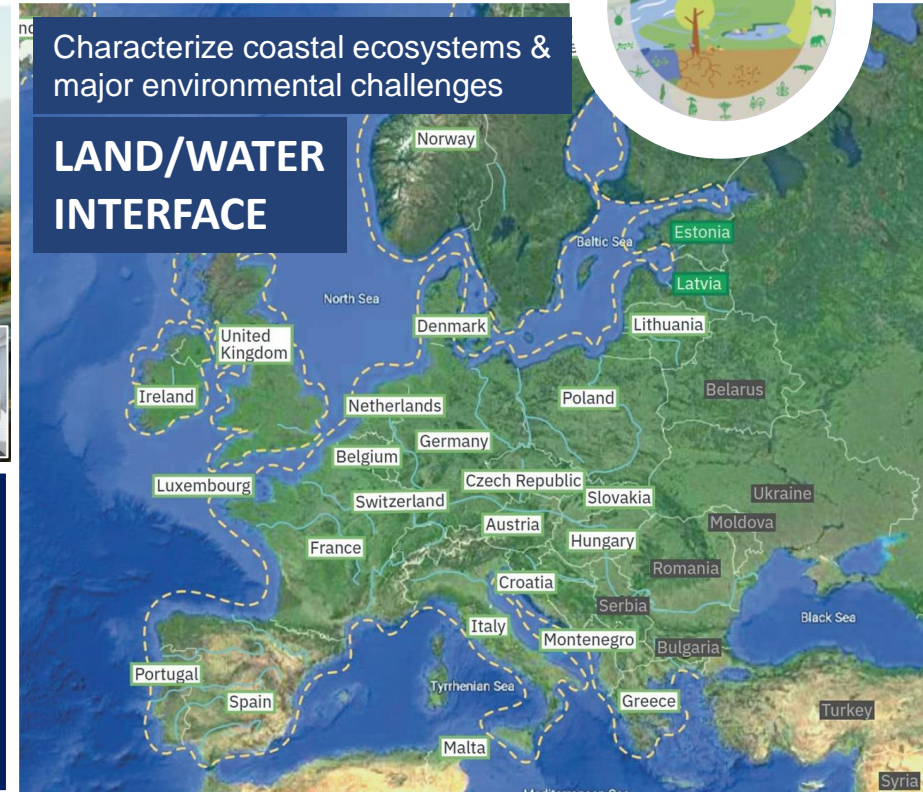 Characterize coastal ecosystems &
major environmental challenges
LAND/WATER
INTERFACE
Norway
Estonia
Baltic Sea
Latvia
North Sea
Denmark
Lithuania
United
Kingdom
Ireland
Belarus
Netherlands
Poland
Germany
Belgium
Luxembourg
Czech Republic
Switzerland
Slovakia
Ukraine
Austria
Moldova
France
Hungary
Romania
Croatia
Serbia
Black Sea
Italy
Montenegro
Bulgaria
Portugal
Tyrrhenian Sea
Spain
Greece
Turkey
Malta
Syria